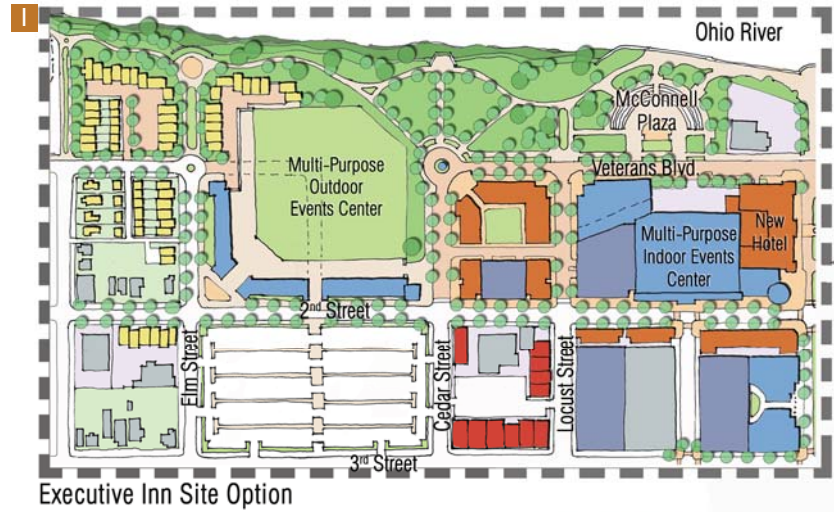 I
Ohio River
McConnell
Plaza
Veterans Blvd.
Multi-Purpose
Outdoor
Events Center
New
Hotel
Multi-Purpose
Indoor Events
Center
2nd Street
Elm Street
Cedar Street
Locust Street
3rd Street
Executive Inn Site Option